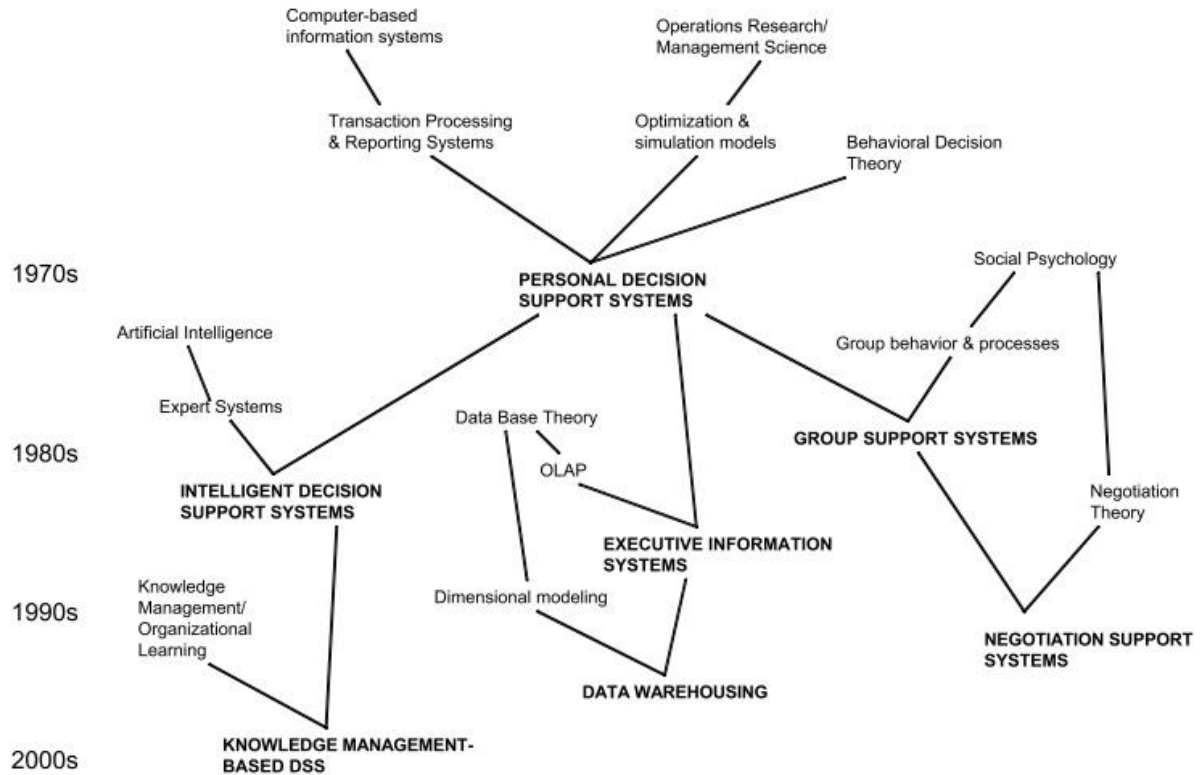 Computer-based
information systems
Operations Research/
Management Science
Transaction Processing
& Reporting Systems
Optimization &
simulation models
Behavioral Decision
Theory
1970s
PERSONAL DECISION
SUPPORT SYSTEMS
Social Psychology
Artificial Intelligence
Group behavior & processes
Expert Systems
Data Base Theory
GROUP SUPPORT SYSTEMS
1980s
OLAP
INTELLIGENT DECISION
SUPPORT SYSTEMS
Negotiation
Theory
EXECUTIVE INFORMATION
SYSTEMS
Knowledge
Management/
Organizational
Learning
Dimensional modeling
1990s
NEGOTIATION SUPPORT
SYSTEMS
DATA WAREHOUSING
KNOWLEDGE MANAGEMENT-
BASED DSS
2000s